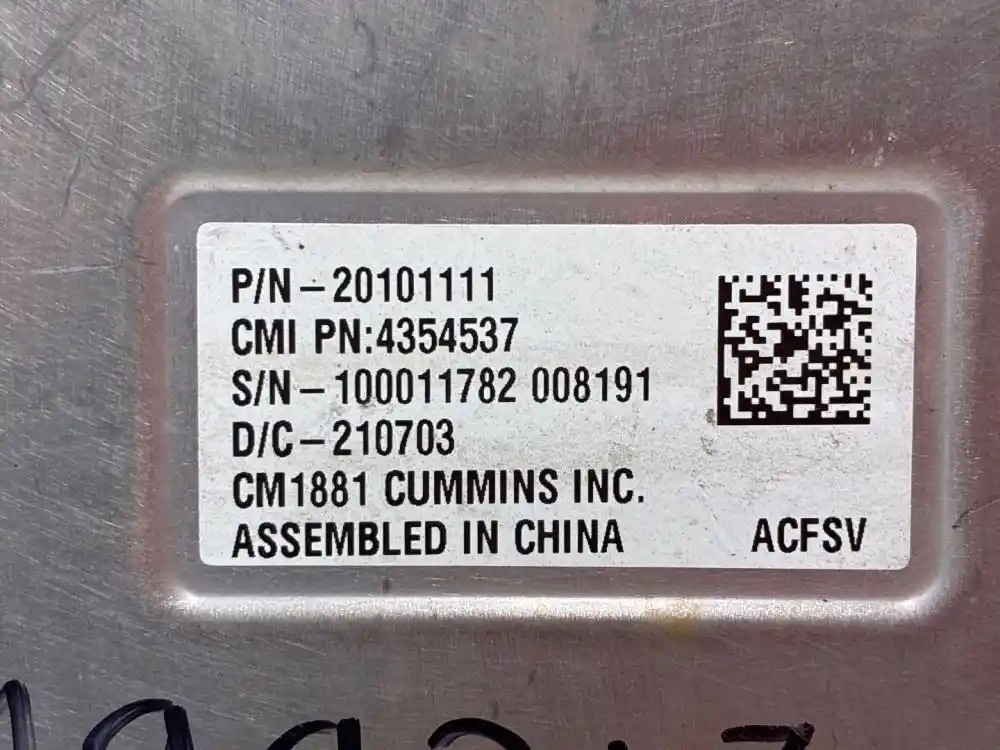 P/N-20101111
CMI PN:4354537
S/N-100011782 008191
D/C-210703
CM1881 CUMMINS INC.
ASSEMBLED IN CHINA ACFSV